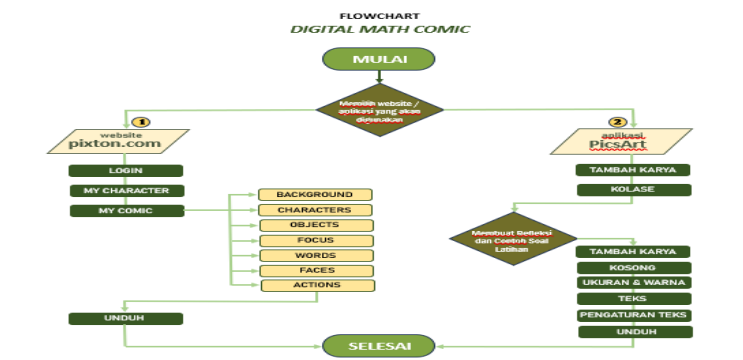 FLOWCHART
DIGITAL MATH COMIC
MULAI
Memilih website /
aplikasi yang akan
digunakan
1
website
pixton.com
LOGIN
MY CHARACTER
MY COMIC
BACKGROUND
CHARACTERS
OBJECTS
FOCUS
WORDS
FACES
ACTIONS
UNDUH
2
aplikasi
PicsArt
TAMBAH KARYA
KOLASE
Membuat Refleksi
dan Contoh Soal
Latihan
TAMBAH KARYA
KOSONG
UKURAN & WARNA
TEKS
PENGATURAN TEKS
UNDUH
SELESAI